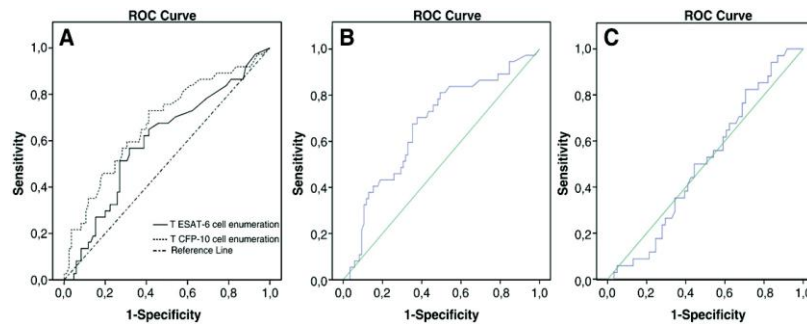 ROC Curve
A
1,0
0,8
0,6
0,4
0,2
0,0
Sensitivity
T ESAT-6 cell enumeration
T CFP-10 cell enumeration
Reference Line
0,0 0,2 0,4 0,6 0,8 1,0
1-Specificity
ROC Curve
B
1,0
0,8
0,6
0,4
0,2
0,0
Sensitivity
0,0 0,2 0,4 0,6 0,8 1,0
1-Specificity
ROC Curve
C
1,0
0,8
0,6
0,4
0,2
0,0
Sensitivity
0,0 0,2 0,4 0,6 0,8 1,0
1-Specificity